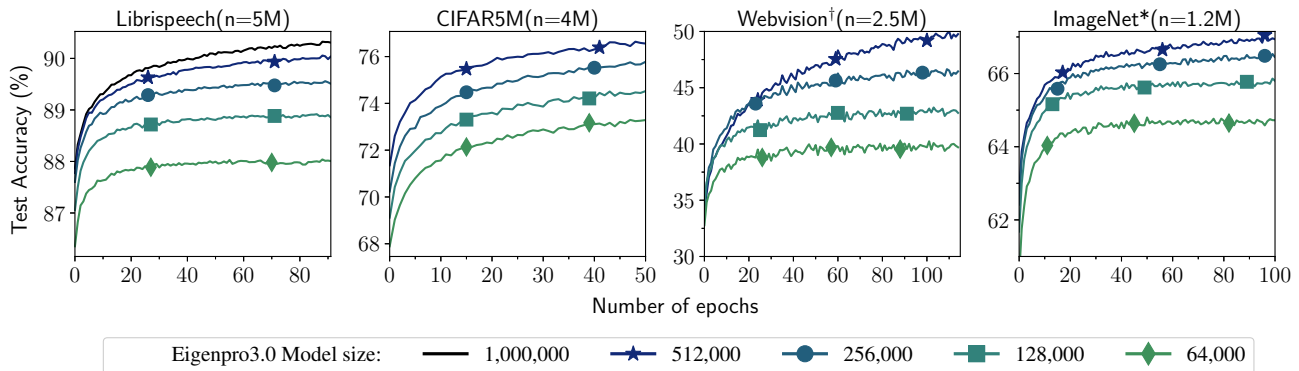 Librispeech(n=5M)
CIFAR5M(n=4M)
Webvision†(n=2.5M)
ImageNet*(n=1.2M)
Test Accuracy (%)
90
89
88
87
0 20 40 60 80
76
74
72
70
68
0 10 20 30 40 50
50
45
40
35
30
0 20 40 60 80 100
66
64
62
0 20 40 60 80 100
Number of epochs
Eigenpro3.0 Model size: 1,000,000 512,000 256,000 128,000 64,000